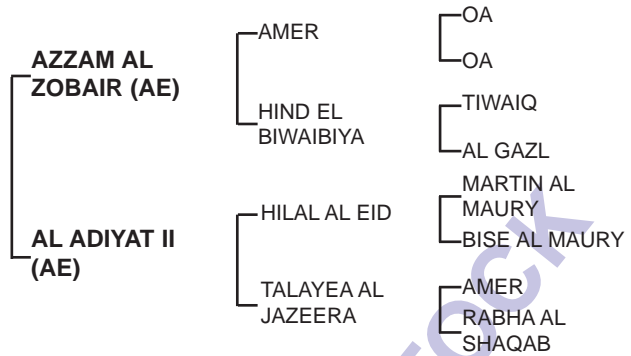 OA
AMER
AZZAM AL
ZOBAIR (AE)
OA
TIWAIQ
HIND EL
BIWAIBIYA
AL GAZL
MARTIN AL
MAURY
HILAL AL EID
AL ADIYAT II
(AE)
BISE AL MAURY
TALAYEA AL
JAZEERA
AMER
RABHA AL
SHAQAB
TOCK